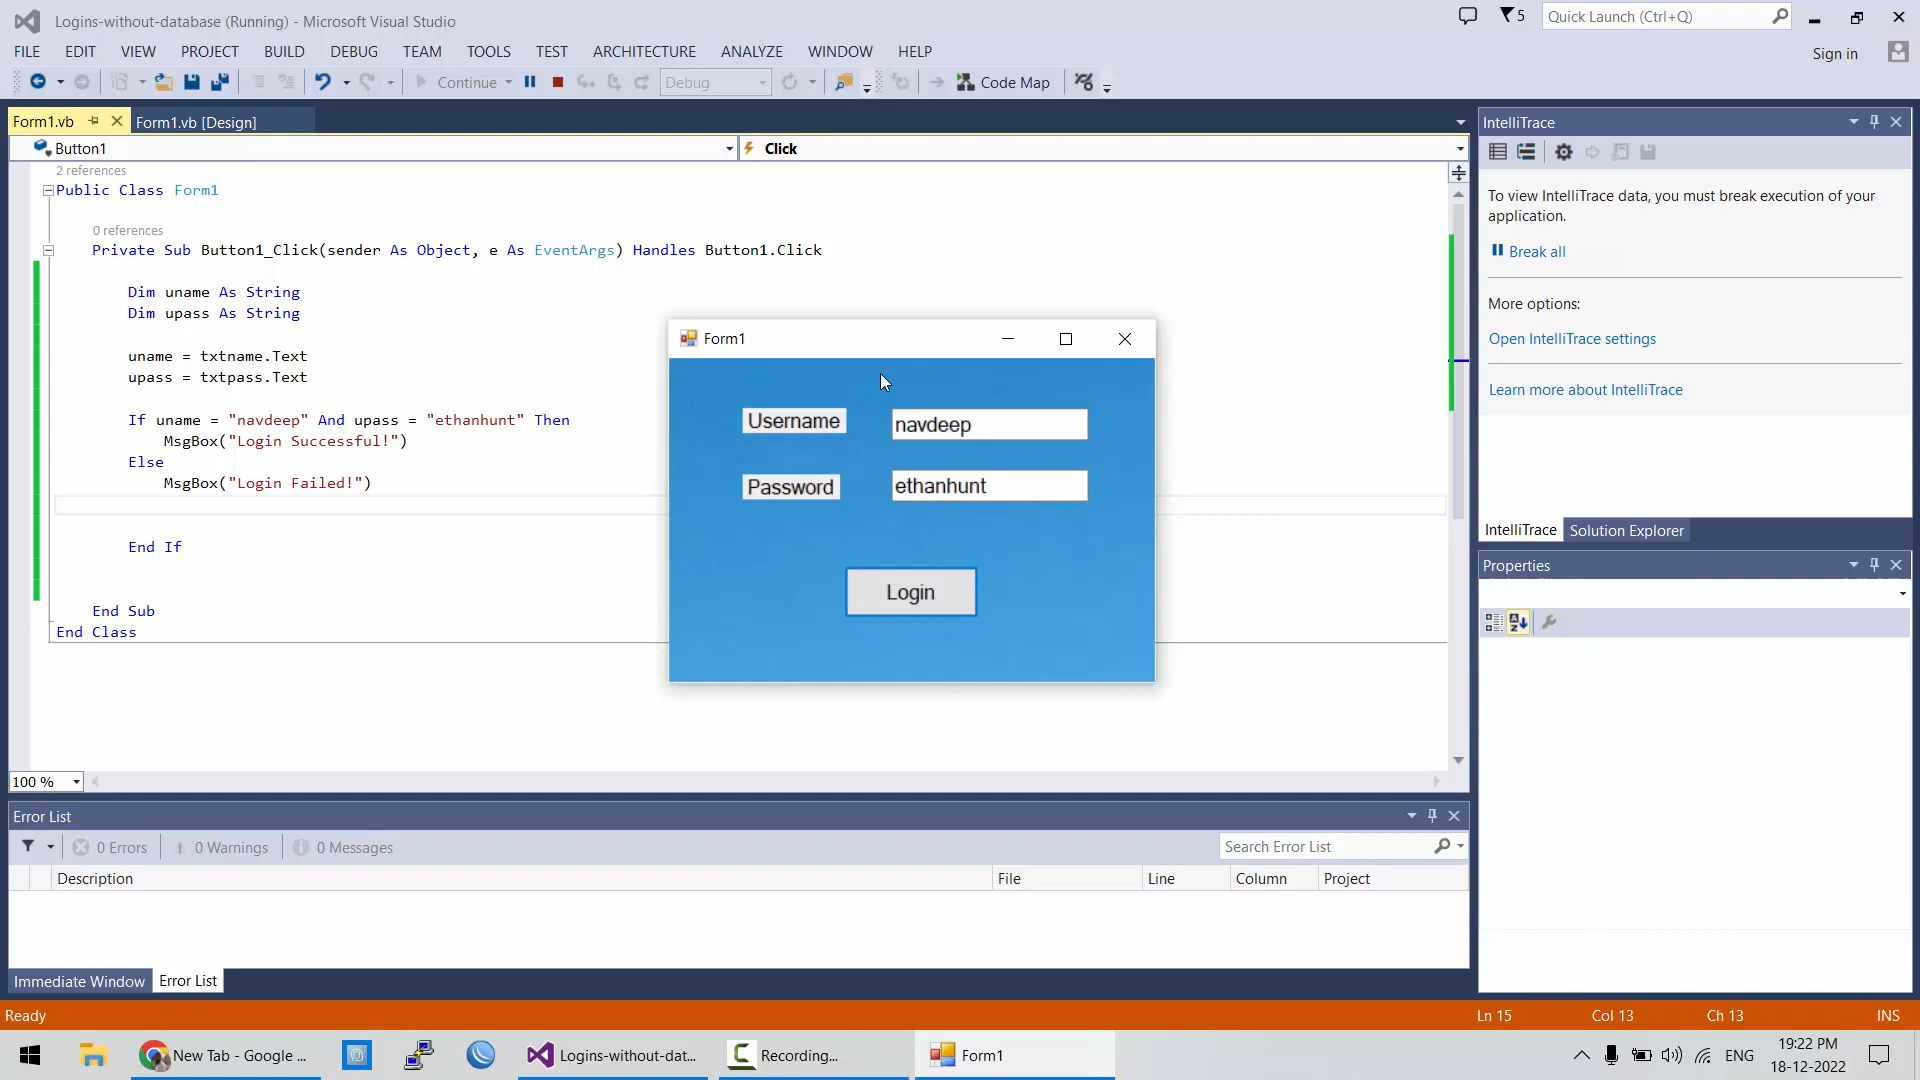 Logins-without-database (Running) - Microsoft Visual Studio
5
Quick Launch (Ctrl+Q)
FILE EDIT VIEW PROJECT BUILD DEBUG TEAM TOOLS TEST ARCHITECTURE ANALYZE WINDOW HELP
Sign in
Continue Debug Code Map
Form1.vb Form1.vb [Design]
Button1 Click
2 references
Public Class Form1
0 references
Private Sub Button1_Click(sender As Object, e As EventArgs) Handles Button1.Click
Dim uname As String
Dim upass As String
uname = txtname.Text
upass = txtpass.Text
If uname = "navdeep" And upass = "ethanhunt" Then
MsgBox("Login Successful!")
Else
MsgBox("Login Failed!")
End If
End Sub
End Class
100 %
Form1
Username navdeep
Password ethanhunt
Login
IntelliTrace
To view IntelliTrace data, you must break execution of your
application.
Break all
More options:
Open IntelliTrace settings
Learn more about IntelliTrace
IntelliTrace Solution Explorer
Properties
Error List
0 Errors 0 Warnings 0 Messages
Search Error List
Description File Line Column Project
Immediate Window Error List
Ready Ln 15 Col 13 Ch 13 INS
New Tab - Google ... Logins-without-dat... Recording... Form1
ENG
19:22 PM
18-12-2022